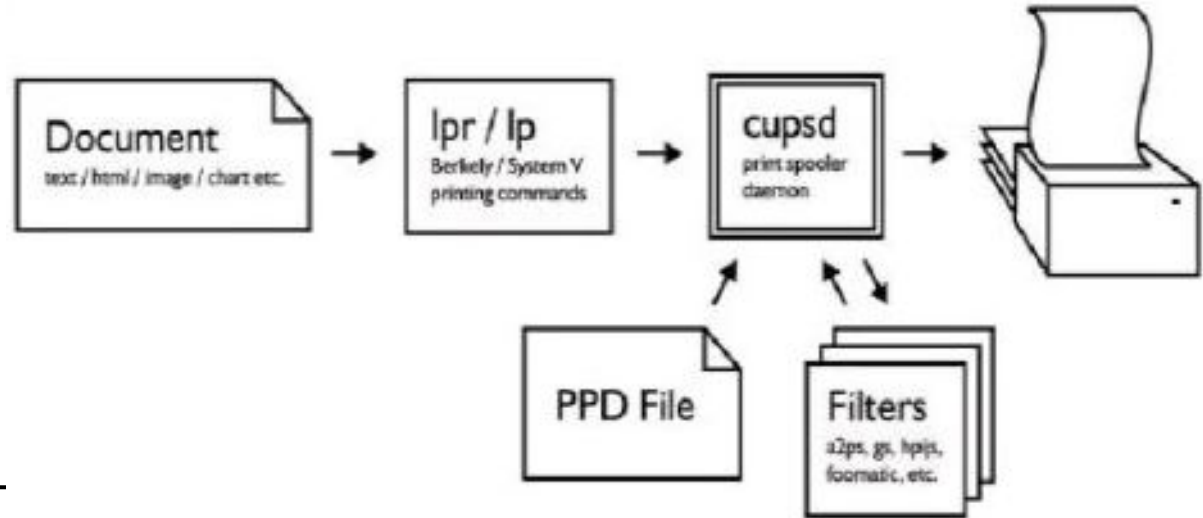 Document
text / html / image / chart etc.
lpr / lp
Berkely / System V
printing commands
cupsd
print spooler
daemon
PPD File
Filters
a2ps, gs, hpijs,
foomatic, etc.